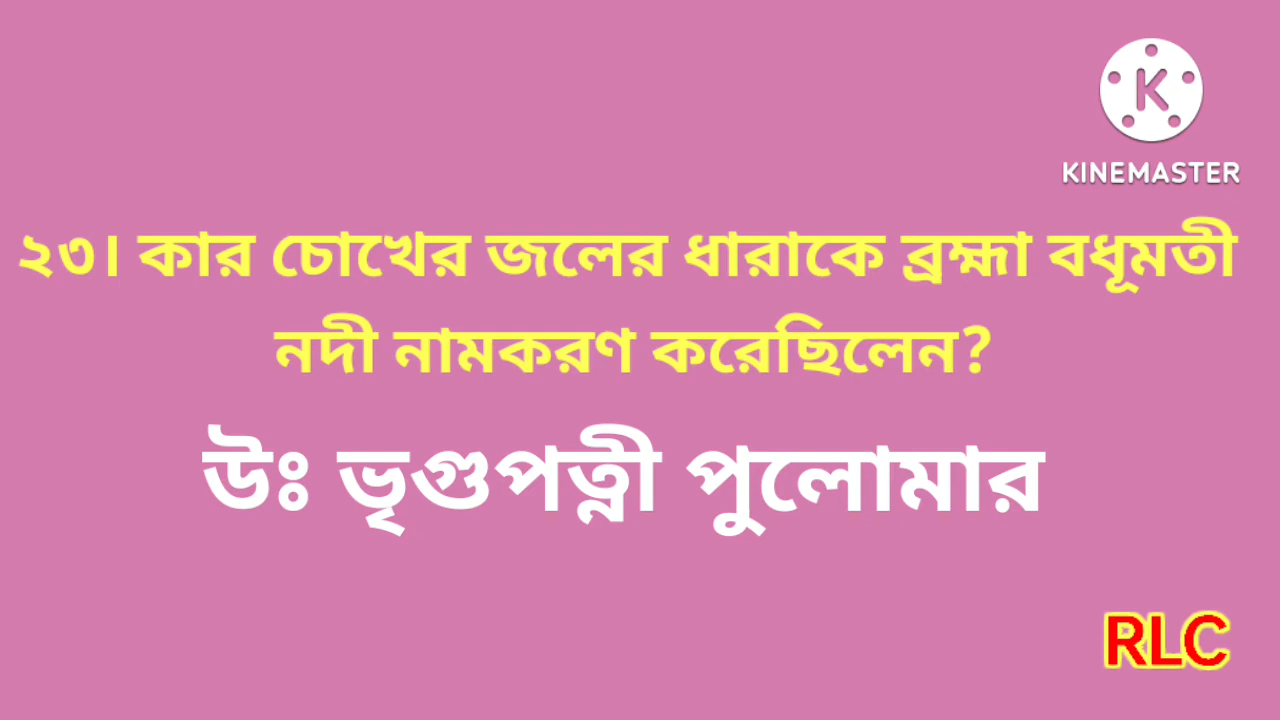 KINEMASTER
২৩। কার চোখের জলের ধারাকে ব্রহ্মা বধূমতী
নদী নামকরণ করেছিলেন?
উঃ ভৃগুপত্নী পুলোমার
RLC